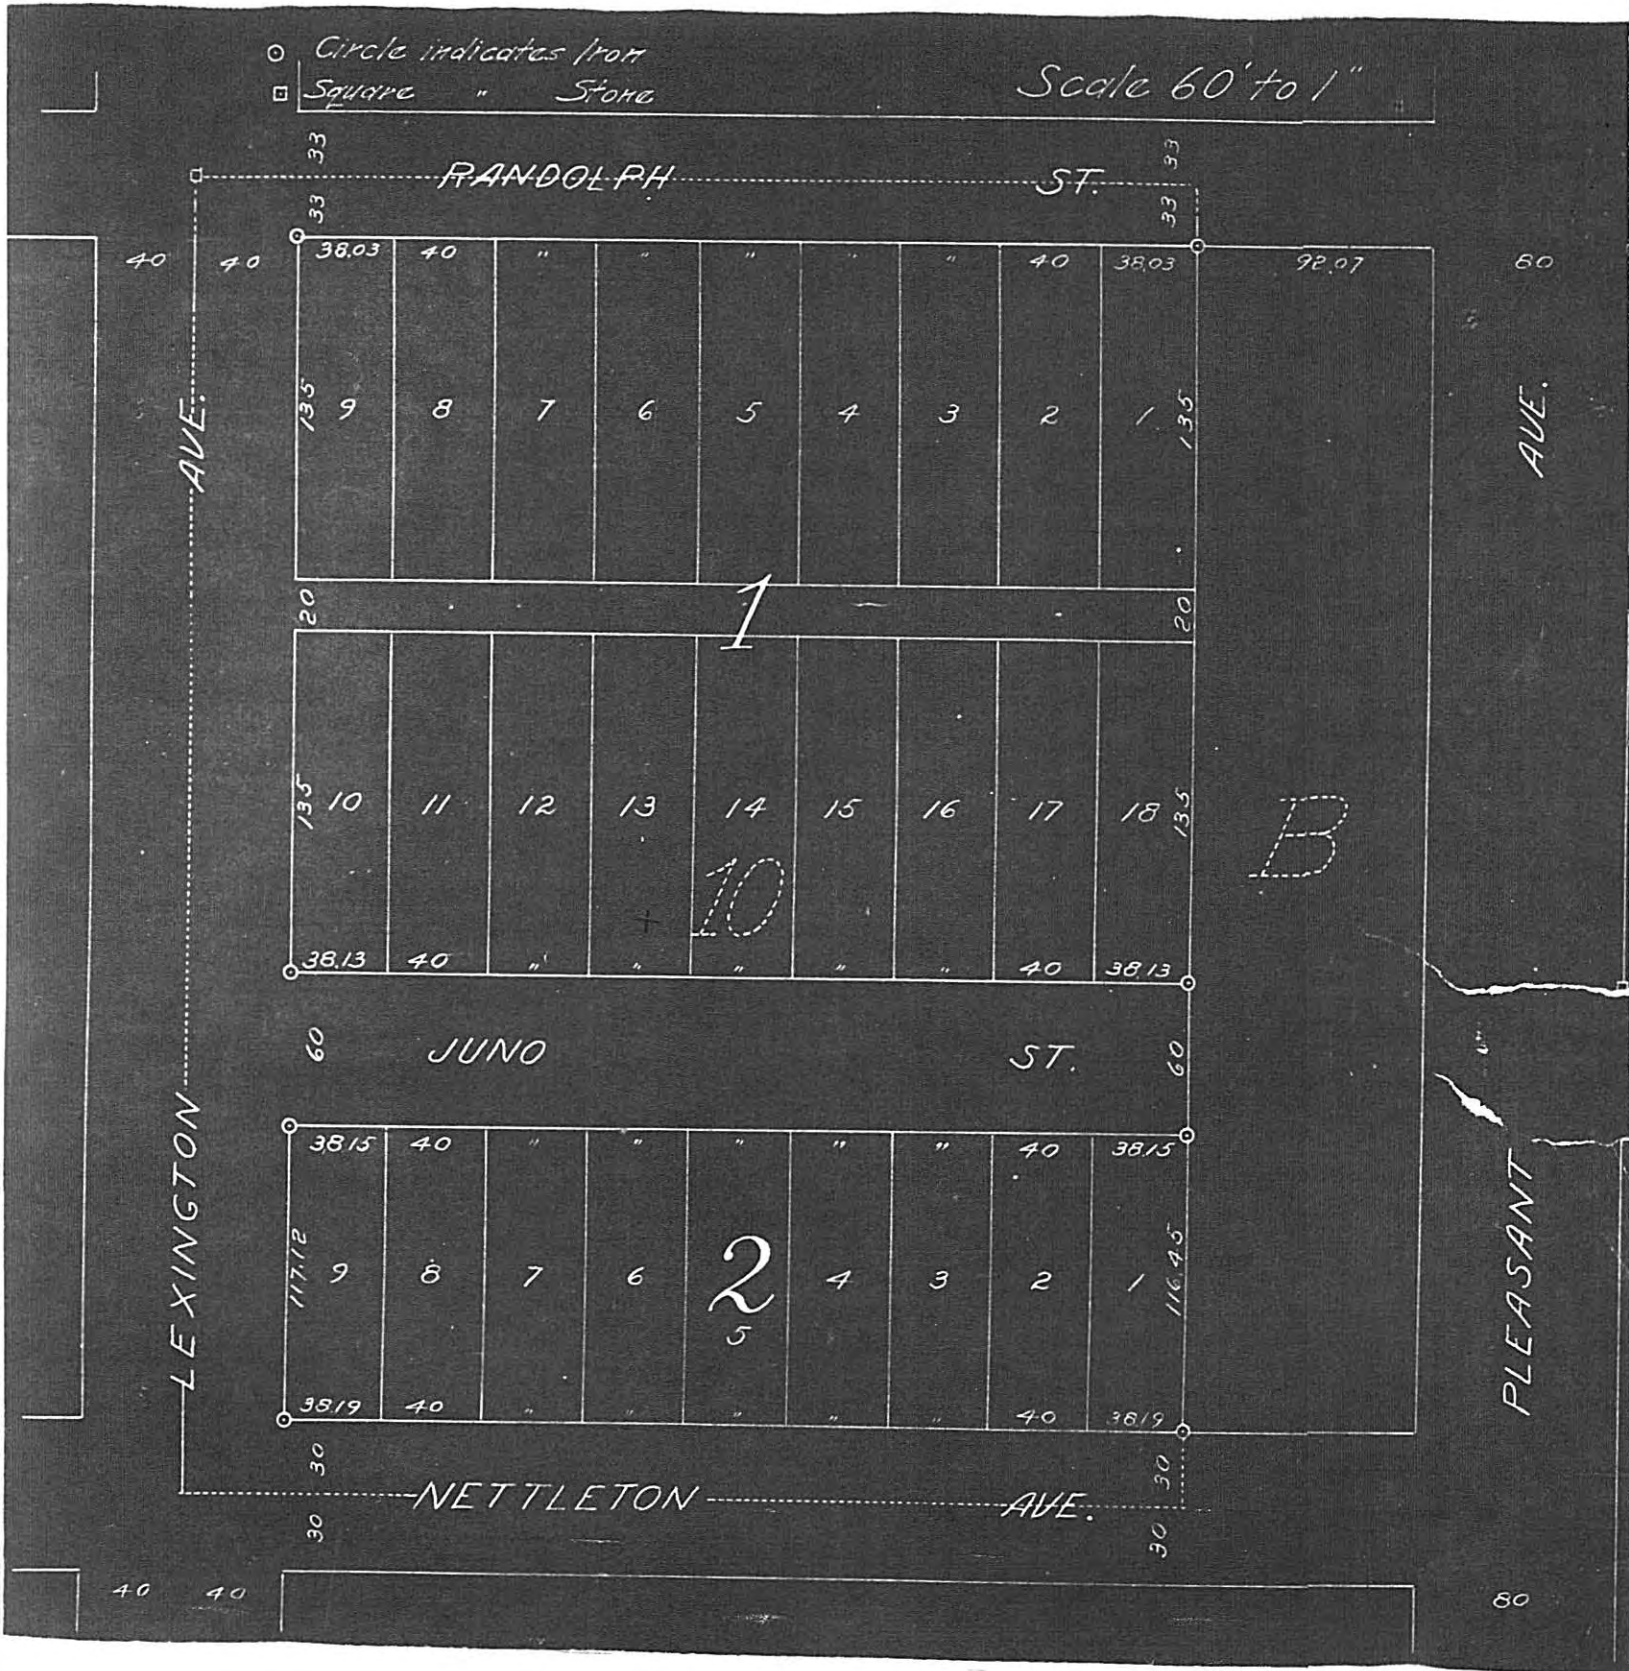 Circle indicates Iron
Square " Stone
Scale 60' to 1"
33 33
RANDOLPH ST.
33 33
40 40 38.03 40 " " " " " 40 38.03 92.07 80
AVE. 135 9 8 7 6 5 4 3 2 1 135 AVE.
20 1 20
135 10 11 12 13 14 15 16 17 18 135
10 B
38.13 40 " " " " " 40 38.13
60 JUNO ST. 60
38.15 40 " " " " " 40 38.15
LEXINGTON 117.12 9 8 7 6 2 4 3 2 1 116.45 PLEASANT
5
38.19 40 " " " " " 40 38.19
30 30
NETTLETON AVE.
30 30
40 40 80